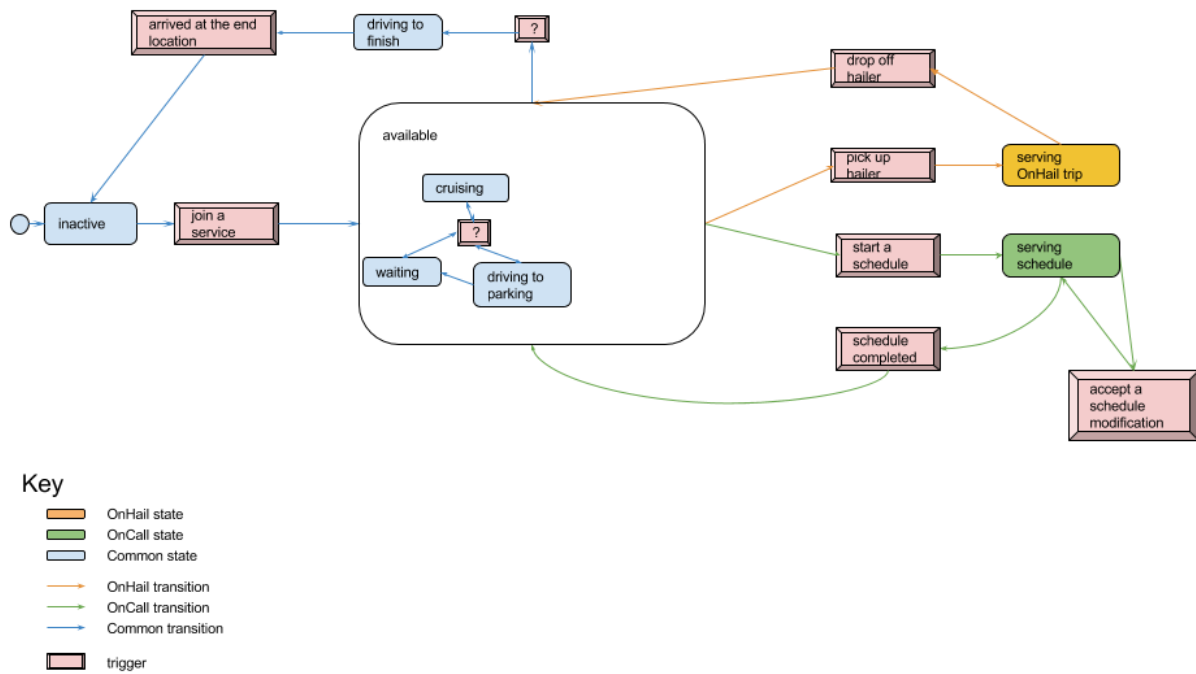 arrived at the end
location
driving to
finish
?
drop off
hailer
available
pick up
hailer
serving
OnHail trip
cruising
inactive
join a
service
?
start a
schedule
serving
schedule
waiting
driving to
parking
schedule
completed
accept a
schedule
modification
Key
OnHail state
OnCall state
Common state
OnHail transition
OnCall transition
Common transition
trigger